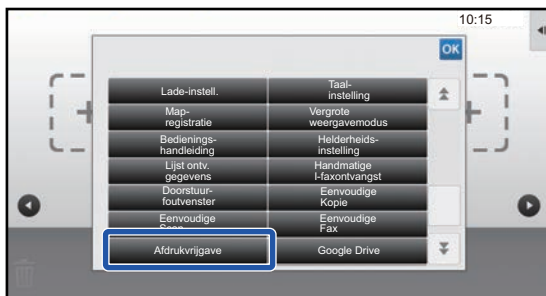 10:15
OK
Lade-instell.
Taal-
instelling
Map-
registratie
Vergrote
weergavemodus
Bedienings-
handleiding
Helderheids-
instelling
Lijst ontv.
gegevens
Handmatige
I-faxontvangst
Doorstuur-
foutvenster
Eenvoudige
Kopie
Eenvoudige
Scan
Eenvoudige
Fax
Afdrukvrijgave
Google Drive